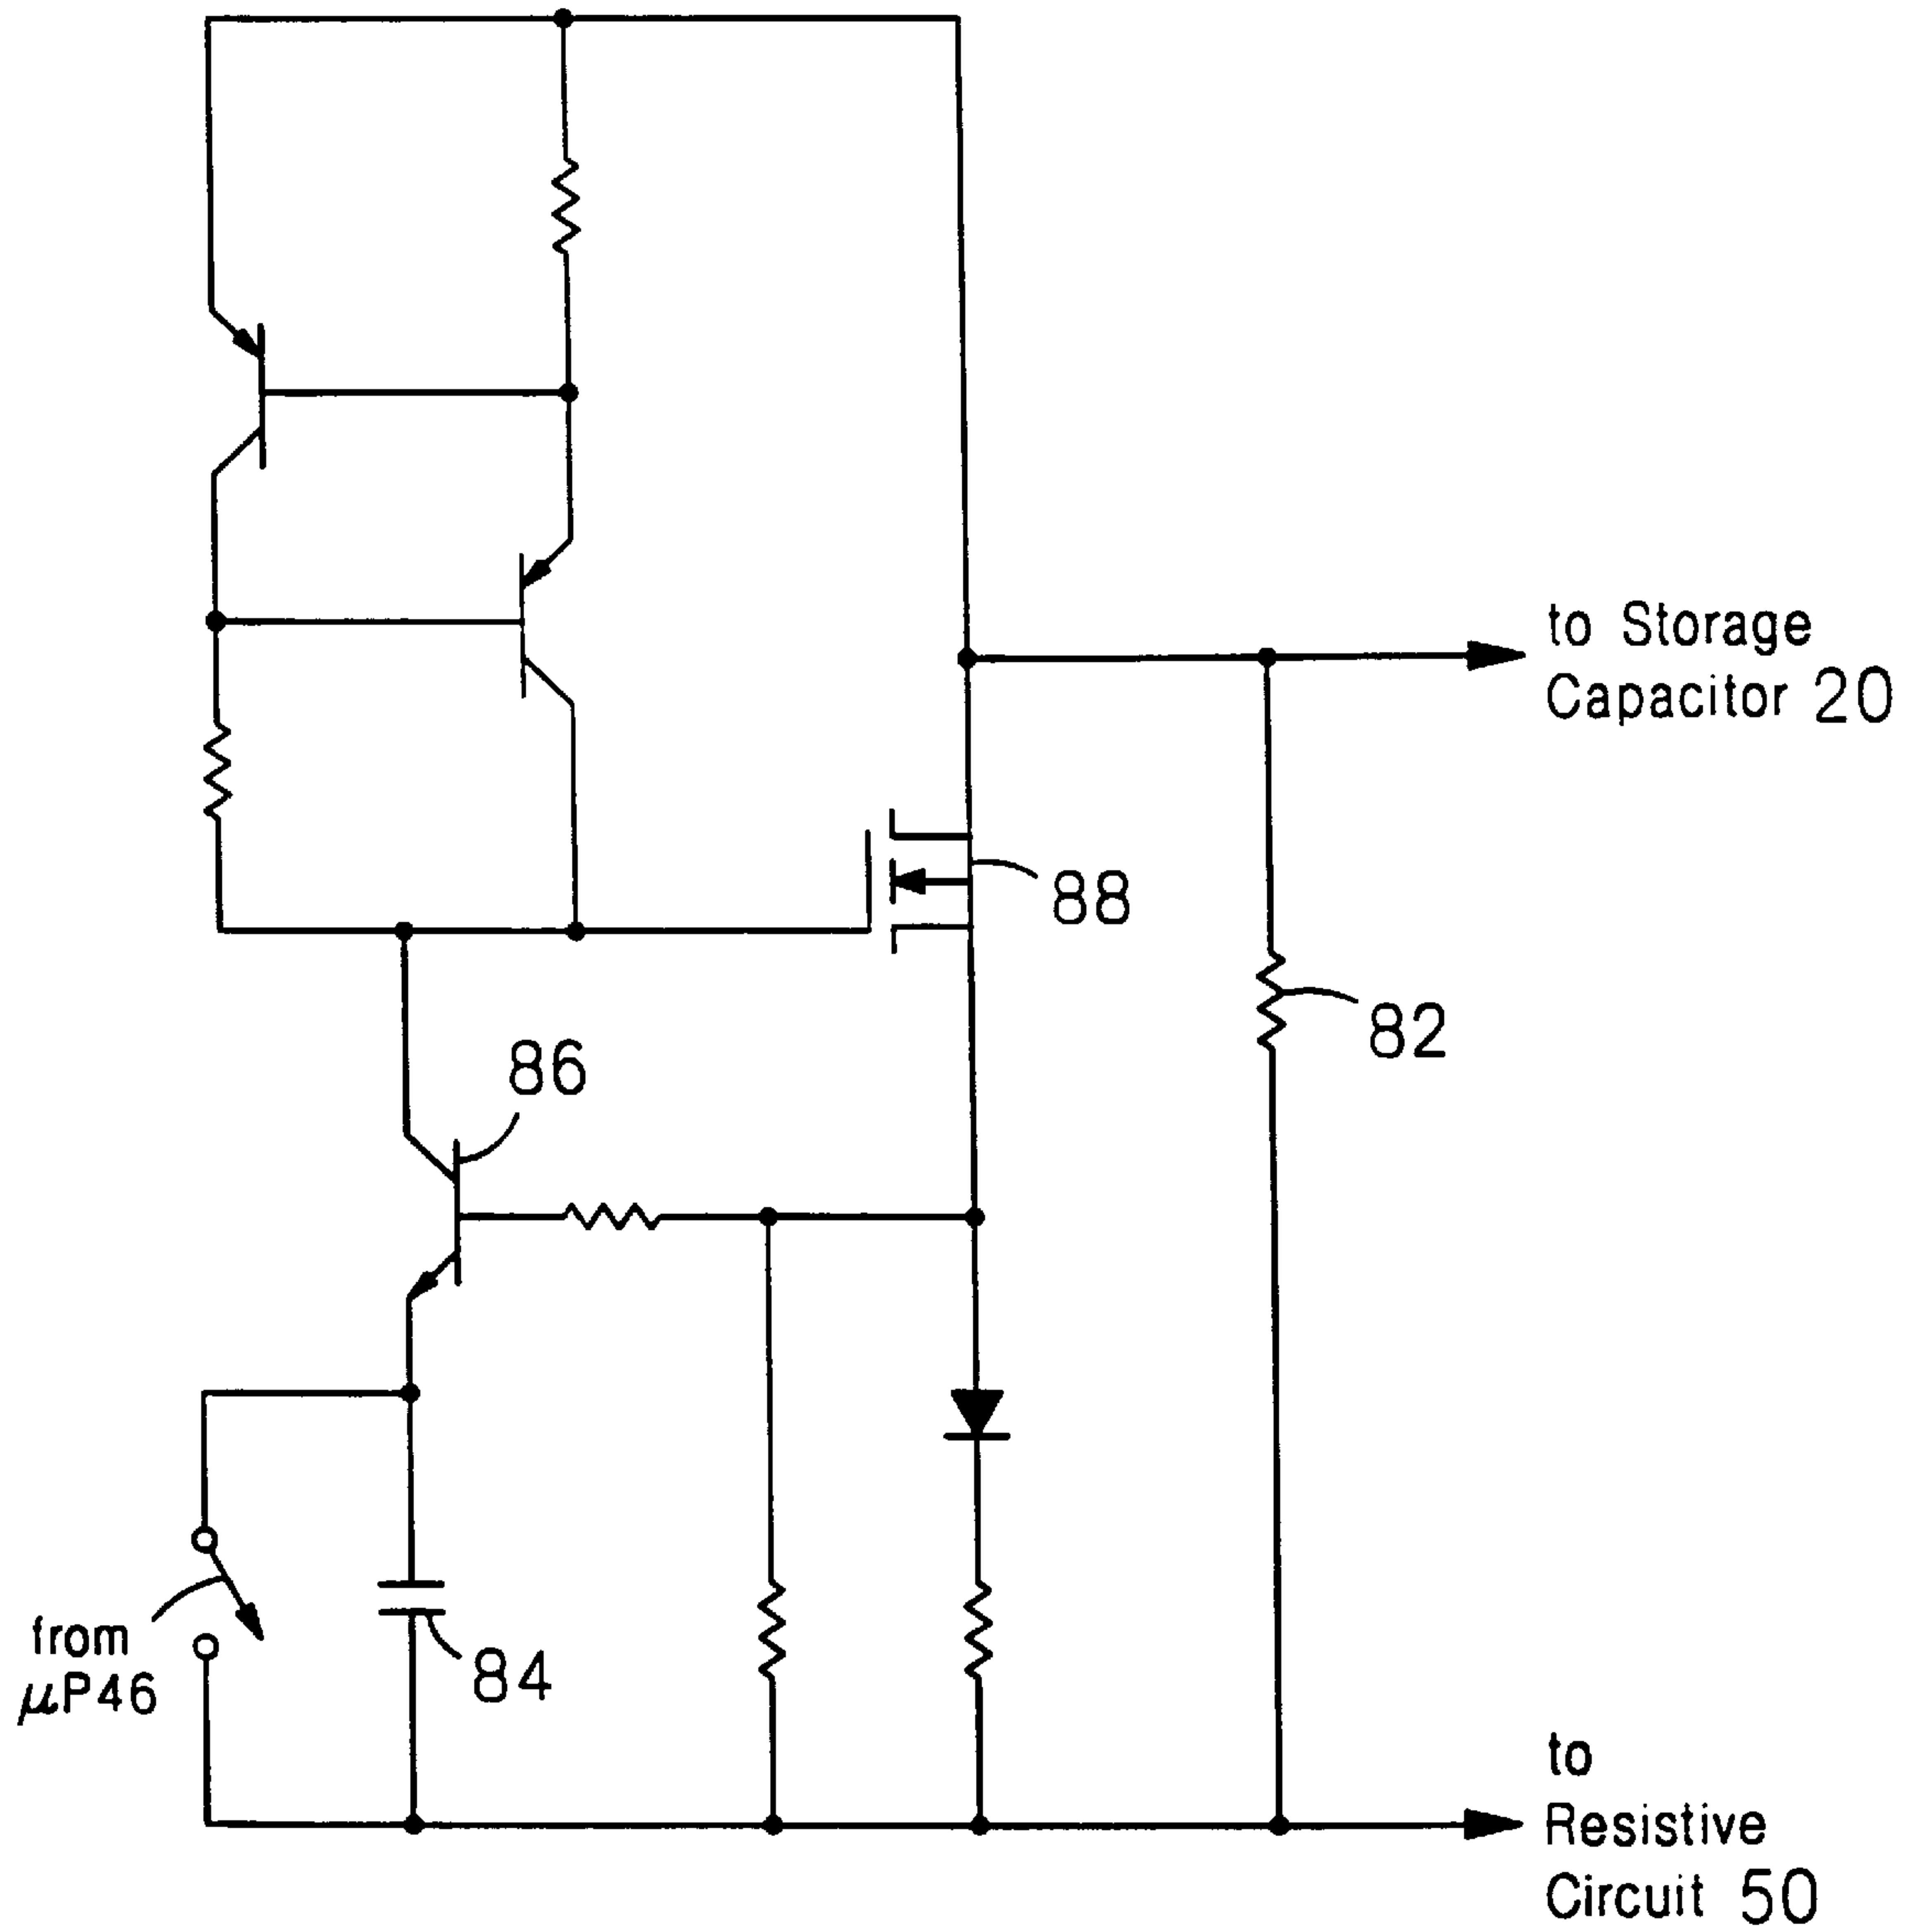 to Storage
Capacitor 20
88
82
86
from
µP46
84
to
Resistive
Circuit 50